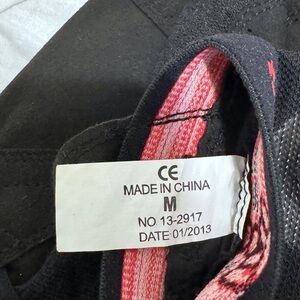 CE
MADE IN CHINA
M
NO 13-2917
DATE 01/2013